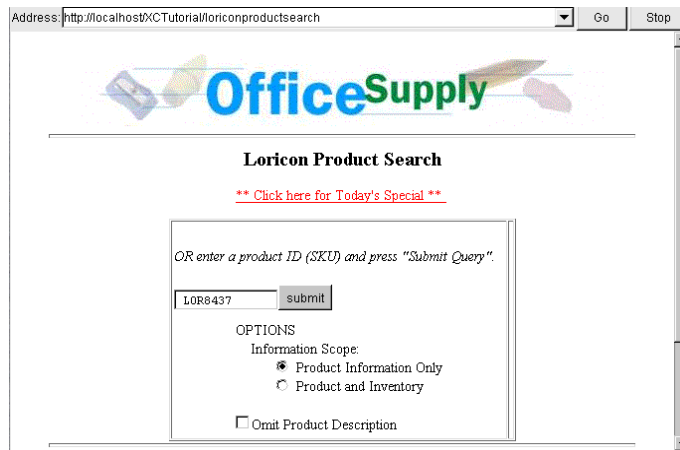 Address: http://localhost/XCTutorial/loriconproductsearch Go Stop
OfficeSupply
Loricon Product Search
** Click here for Today's Special **
OR enter a product ID (SKU) and press "Submit Query".
LOR8437 submit
OPTIONS
Information Scope:
Product Information Only
Product and Inventory
Omit Product Description